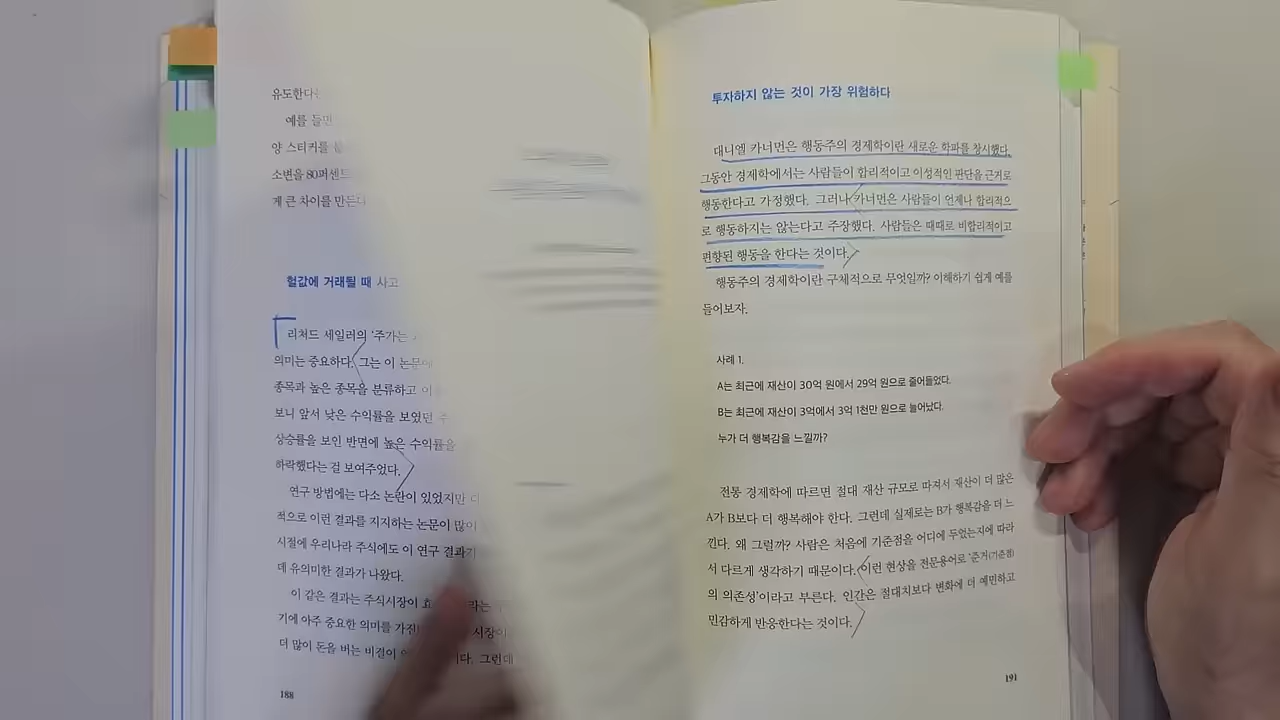 유도한다는
예를 들면
양 스티커를
소변을 80퍼센트
게 큰 차이를 만든다
헐값에 거래될 때 사고
리처드 세일러의 '주가는
의미는 중요하다. 그는 이 논문에
종목과 높은 종목을 분류하고
보니 앞서 낮은 수익률을 보였던
상승률을 보인 반면에 높은 수익률을
하락했다는 걸 보여주었다.
연구 방법에는 다소 논란이 있었지만
적으로 이런 결과를 지지하는 논문이 많이
시절에 우리나라 주식에도 이 연구 결과가
데 유의미한 결과가 나왔다.
이 같은 결과는 주식시장이
기에 아주 중요한 의미를 시장이
더 많이 돈을 버는 비결이 그런데
188
투자하지 않는 것이 가장 위험하다
대니엘 카너먼은 행동주의 경제학이란 새로운 학파를 창시했다.
그동안 경제학에서는 사람들이 합리적이고 이성적인 판단을 근거로
행동한다고 가정했다. 그러나 카너먼은 사람들이 언제나 합리적으
로 행동하지는 않는다고 주장했다. 사람들은 때때로 비합리적이고
편향된 행동을 한다는 것이다.
행동주의 경제학이란 구체적으로 무엇일까? 이해하기 쉽게 예를
들어보자.
사례 1.
A는 최근에 재산이 30억 원에서 29억 원으로 줄어들었다.
B는 최근에 재산이 3억에서 3억 1천만 원으로 늘어났다.
누가 더 행복감을 느낄까?
전통 경제학에 따르면 절대 재산 규모로 따져서 재산이 더 많은
A가 B보다 더 행복해야 한다. 그런데 실제로는 B가 행복감을 더 느
낀다. 왜 그럴까? 사람은 처음에 기준점을 어디에 두었는지에 따라
서 다르게 생각하기 때문이다. 이런 현상을 전문용어로 '준거(기준점)
의 의존성'이라고 부른다. 인간은 절대치보다 변화에 더 예민하고
민감하게 반응한다는 것이다.
191